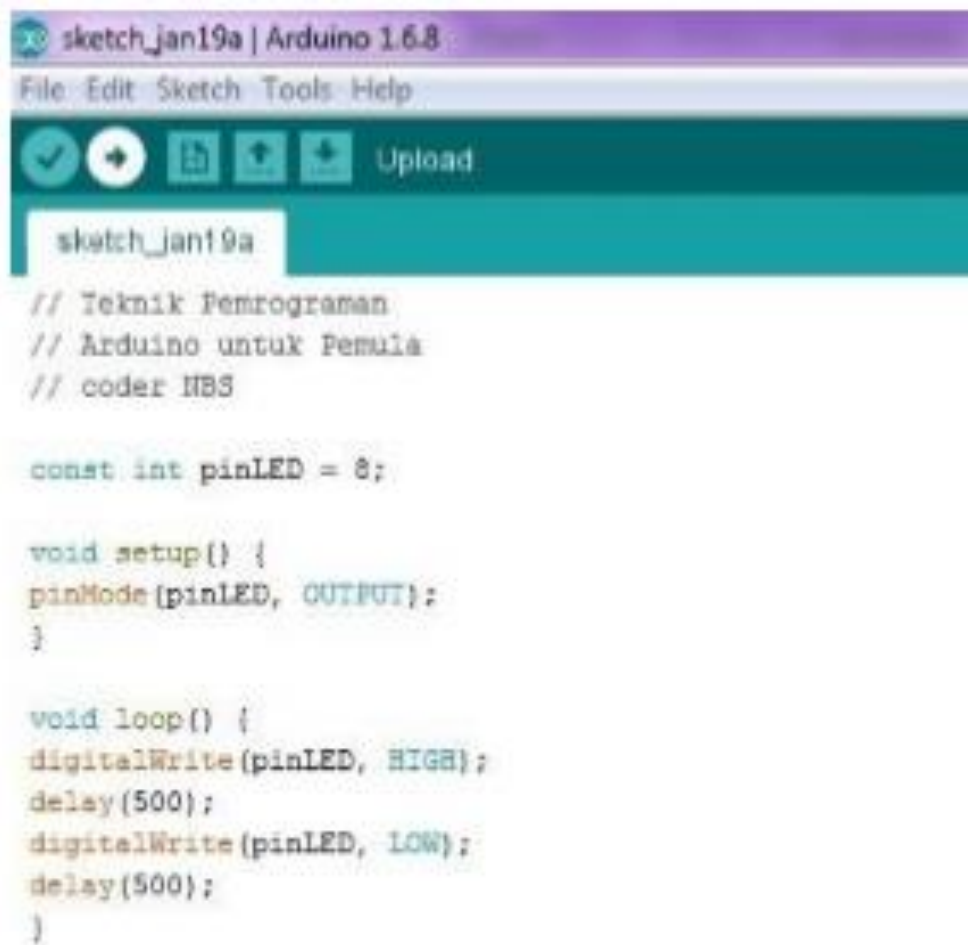 sketch_jan19a | Arduino 1.6.8
File Edit Sketch Tools Help
Upload
sketch_jan19a
// Teknik Pemrograman
// Arduino untuk Pemula
// coder NBS
const int pinLED = 8;
void setup() {
pinMode(pinLED, OUTPUT);
}
void loop() {
digitalWrite(pinLED, HIGH);
delay(500);
digitalWrite(pinLED, LOW);
delay(500);
}